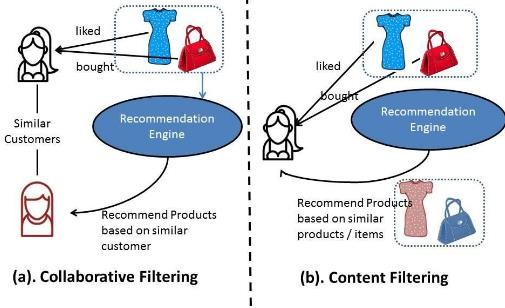 liked
bought
Similar
Customers
Recommendation
Engine
Recommend Products
based on similar
customer
(a). Collaborative Filtering
liked
bought
Recommendation
Engine
Recommend Products
based on similar
products / items
(b). Content Filtering